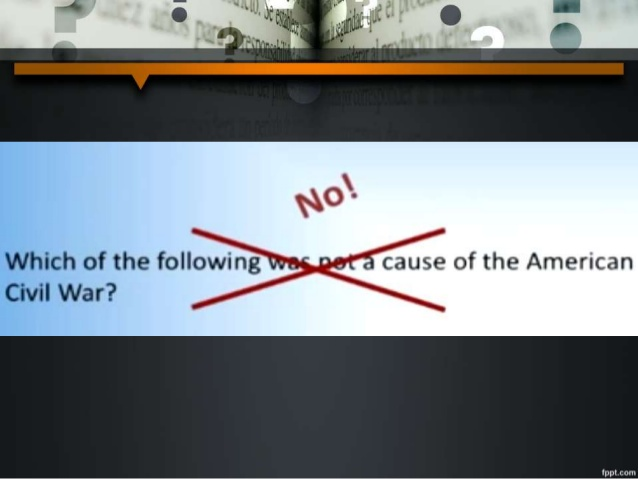 No!
Which of the following was not a cause of the American
Civil War?
fppt.com